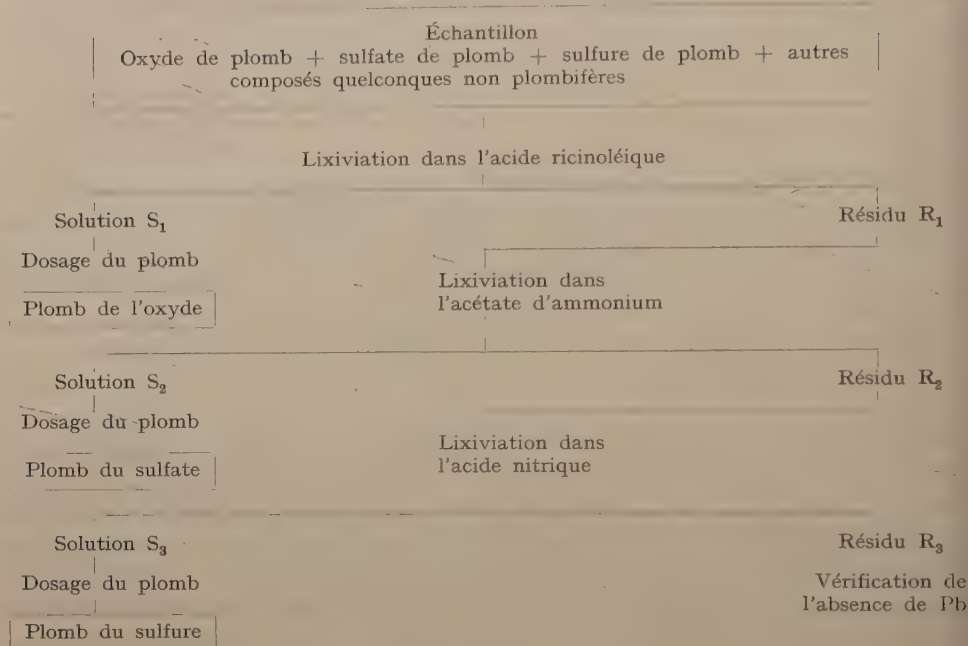 Échantillon
Oxyde de plomb + sulfate de plomb + sulfure de plomb + autres
composés quelconques non plombifères
Lixiviation dans l'acide ricinoléique
Solution S₁
Résidu R₁
Dosage du plomb
Plomb de l'oxyde
Lixiviation dans
l'acétate d'ammonium
Solution S₂
Résidu R₂
Dosage du plomb
Plomb du sulfate
Lixiviation dans
l'acide nitrique
Solution S₃
Résidu R₃
Dosage du plomb
Plomb du sulfure
Vérification de
l'absence de Pb